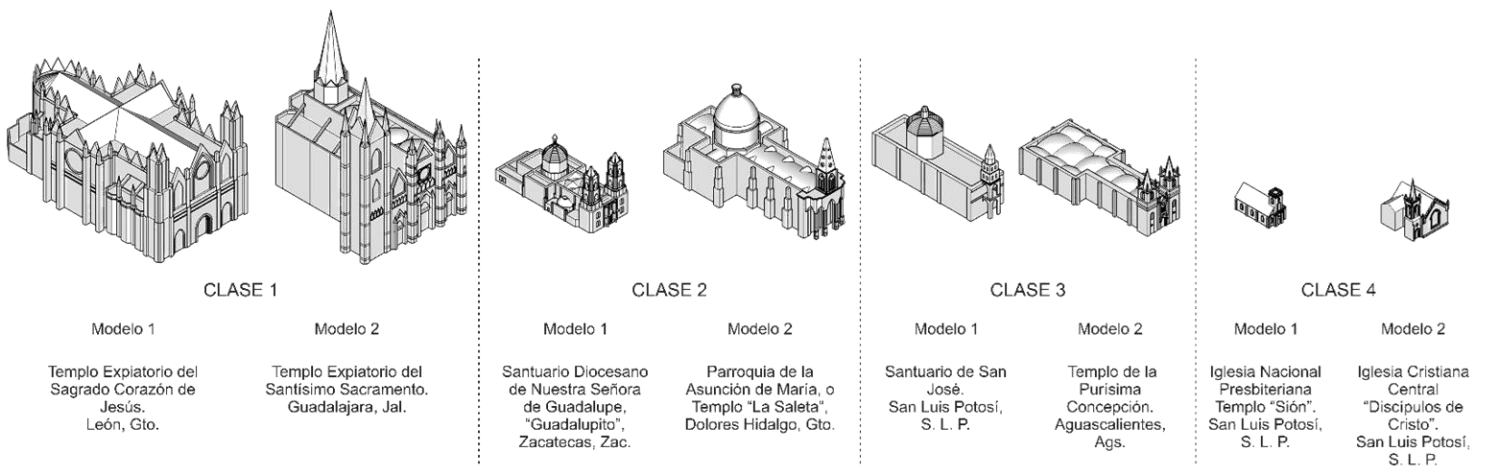 CLASE 1
Modelo 1
Templo Expiatorio del
Sagrado Corazón de
Jesús.
León, Gto.
Modelo 2
Templo Expiatorio del
Santísimo Sacramento.
Guadalajara, Jal.
CLASE 2
Modelo 1
Santuario Diocesano
de Nuestra Señora
de Guadalupe,
“Guadalupito”,
Zacatecas, Zac.
Modelo 2
Parroquia de la
Asunción de María, o
Templo “La Saleta”,
Dolores Hidalgo, Gto.
CLASE 3
Modelo 1
Santuario de San
José.
San Luis Potosí,
S. L. P.
Modelo 2
Templo de la
Purísima
Concepción.
Aguascalientes,
Ags.
CLASE 4
Modelo 1
Iglesia Nacional
Presbiteriana
Templo “Sión”.
San Luis Potosí,
S. L. P.
Modelo 2
Iglesia Cristiana
Central
“Discípulos de
Cristo”.
San Luis Potosí,
S. L. P.